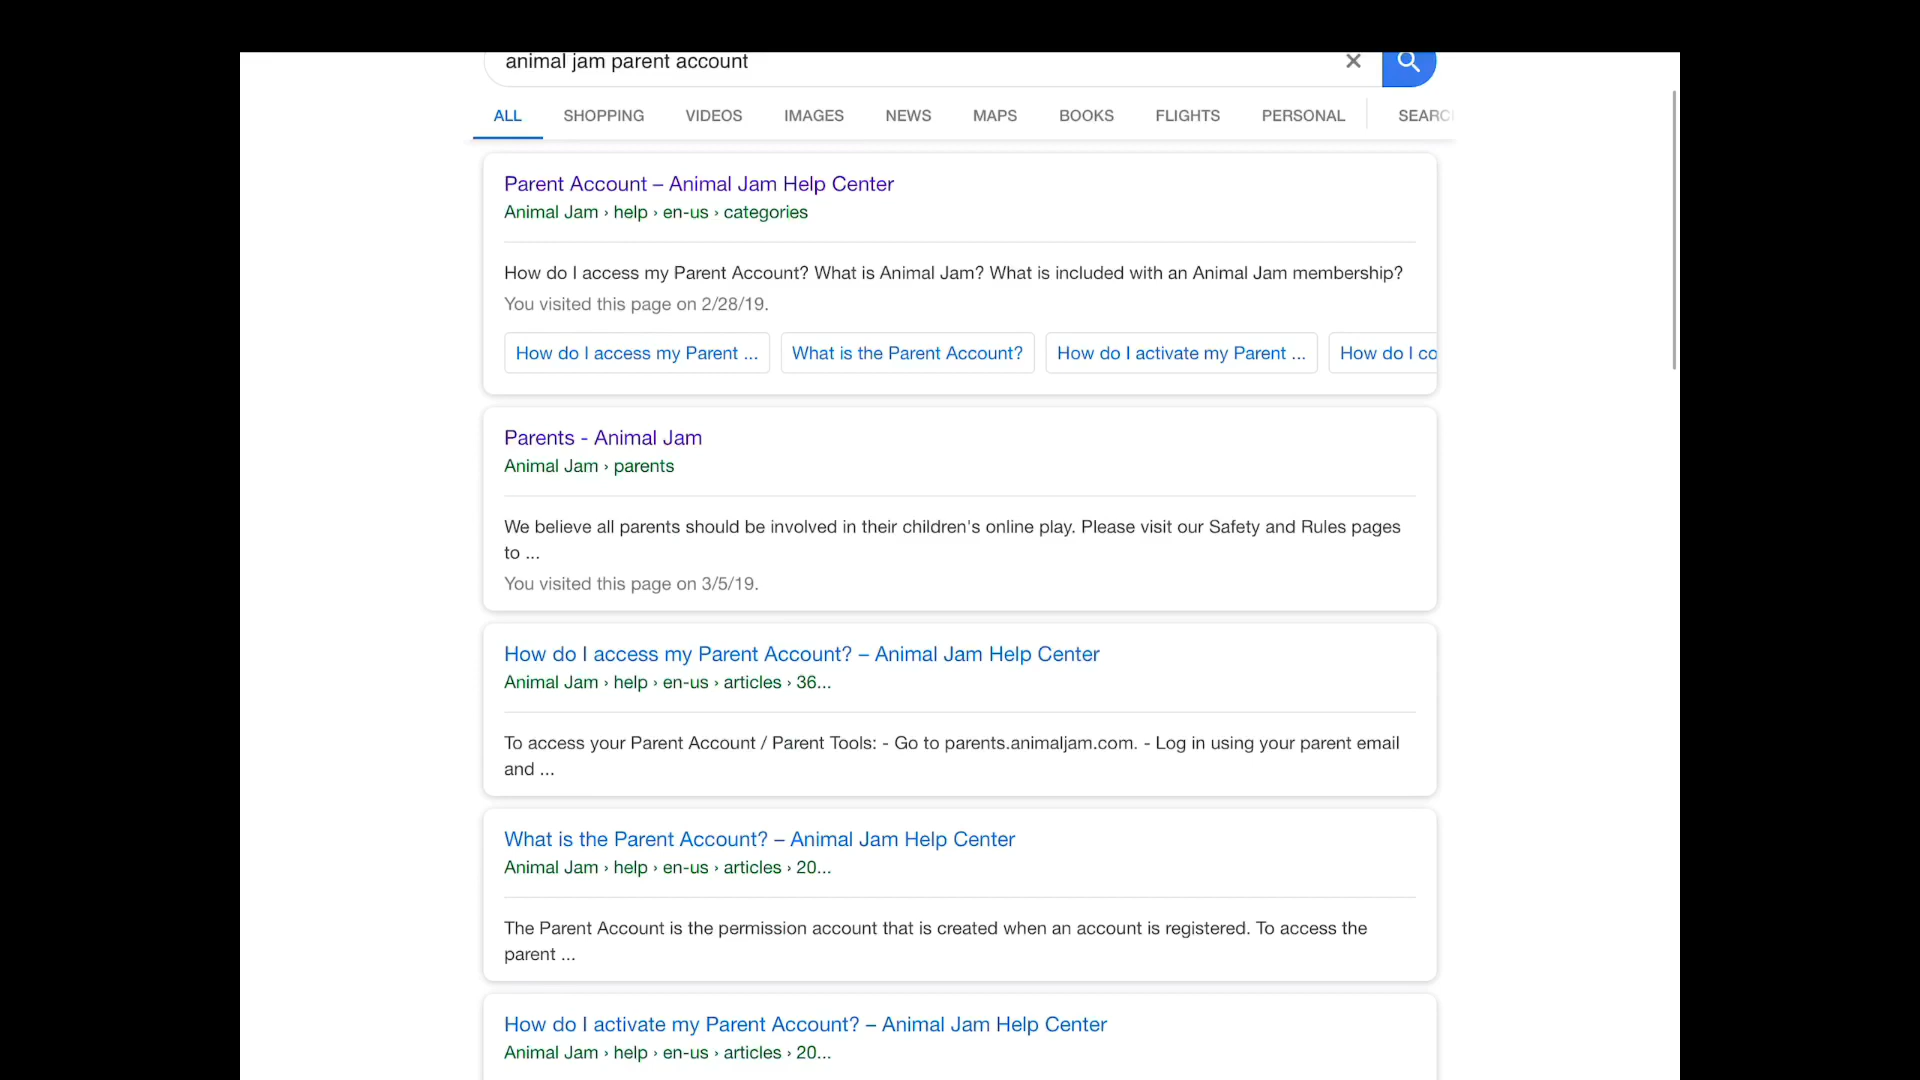 animal jam parent account
ALL SHOPPING VIDEOS IMAGES NEWS MAPS BOOKS FLIGHTS PERSONAL SEARC
Parent Account – Animal Jam Help Center
Animal Jam › help › en-us › categories
How do I access my Parent Account? What is Animal Jam? What is included with an Animal Jam membership?
You visited this page on 2/28/19.
How do I access my Parent ... What is the Parent Account? How do I activate my Parent ... How do I co
Parents - Animal Jam
Animal Jam › parents
We believe all parents should be involved in their children's online play. Please visit our Safety and Rules pages
to ...
You visited this page on 3/5/19.
How do I access my Parent Account? – Animal Jam Help Center
Animal Jam › help › en-us › articles › 36...
To access your Parent Account / Parent Tools: - Go to parents.animaljam.com. - Log in using your parent email
and ...
What is the Parent Account? – Animal Jam Help Center
Animal Jam › help › en-us › articles › 20...
The Parent Account is the permission account that is created when an account is registered. To access the
parent ...
How do I activate my Parent Account? – Animal Jam Help Center
Animal Jam › help › en-us › articles › 20...